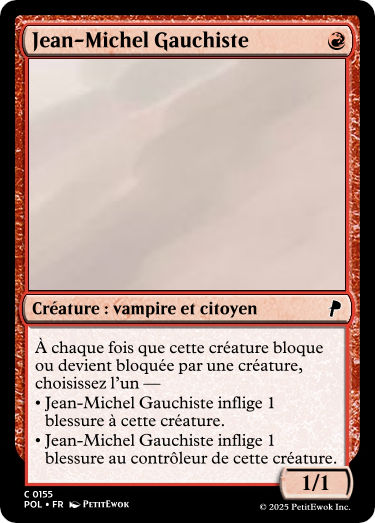 Jean-Michel Gauchiste
Créature : vampire et citoyen
À chaque fois que cette créature bloque
ou devient bloquée par une créature,
choisissez l'un —
• Jean-Michel Gauchiste inflige 1
blessure à cette créature.
• Jean-Michel Gauchiste inflige 1
blessure au contrôleur de cette créature.
1/1
C 0155
POL • FR PetitEwok
© 2025 PetitEwok Inc.